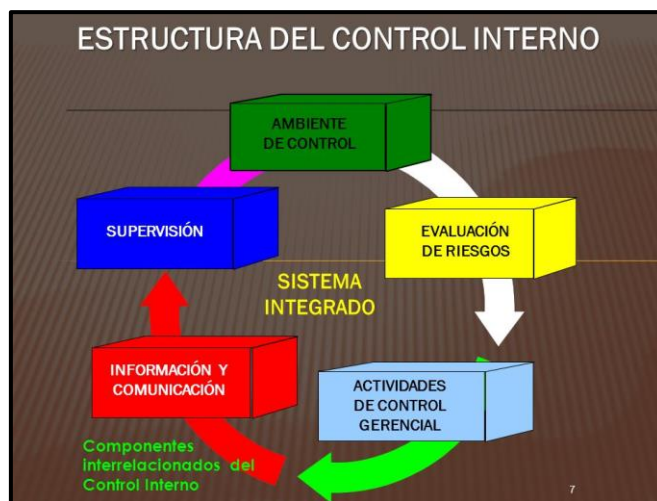 ESTRUCTURA DEL CONTROL INTERNO
AMBIENTE
DE CONTROL
SUPERVISIÓN
EVALUACIÓN
DE RIESGOS
SISTEMA
INTEGRADO
INFORMACIÓN Y
COMUNICACIÓN
ACTIVIDADES
DE CONTROL
GERENCIAL
Componentes
interrelacionados del
Control Interno
7